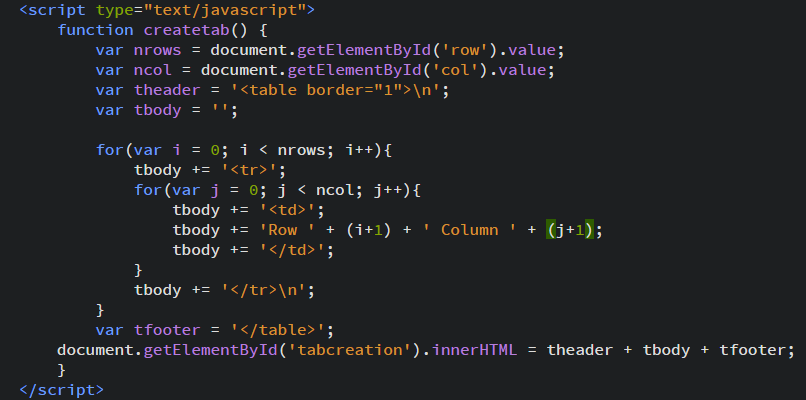 <script type="text/javascript">
    function createtab() {
        var nrows = document.getElementById('row').value;
        var ncol = document.getElementById('col').value;
        var theader = '<table border="1">\n';
        var tbody = '';

        for(var i = 0; i < nrows; i++){
            tbody += '<tr>';
            for(var j = 0; j < ncol; j++){
                tbody += '<td>';
                tbody += 'Row ' + (i+1) + ' Column ' + (j+1);
                tbody += '</td>';
            }
            tbody += '</tr>\n';
        }
        var tfooter = '</table>';
    document.getElementById('tabcreation').innerHTML = theader + tbody + tfooter;
    }
</script>